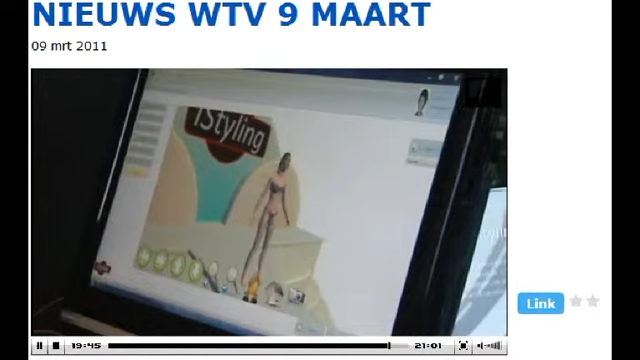 NIEUWS WTV 9 MAART
09 mrt 2011
iStyling
19:45
21:01
Link